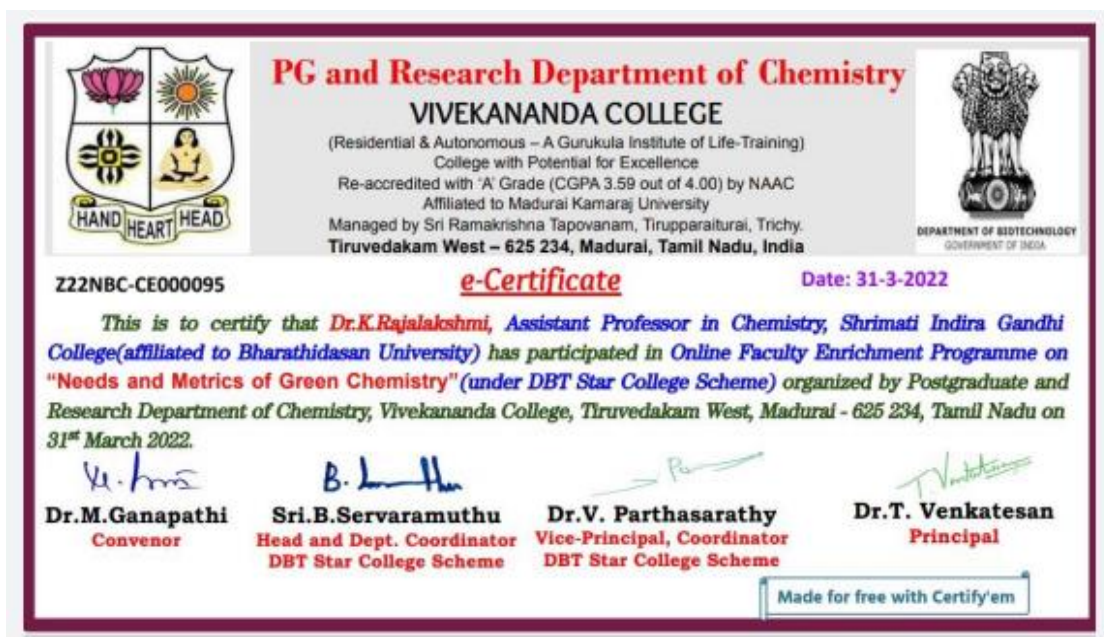 PG and Research Department of Chemistry
VIVEKANANDA COLLEGE
(Residential & Autonomous – A Gurukula Institute of Life-Training)
College with Potential for Excellence
Re-accredited with ‘A’ Grade (CGPA 3.59 out of 4.00) by NAAC
Affiliated to Madurai Kamaraj University
Managed by Sri Ramakrishna Tapovanam, Tirupparaiturai, Trichy.
Tiruvedakam West – 625 234, Madurai, Tamil Nadu, India
HAND HEART HEAD
DEPARTMENT OF BIOTECHNOLOGY
GOVERNMENT OF INDIA
Z22NBC-CE000095
e-Certificate
Date: 31-3-2022
This is to certify that Dr.K.Rajalakshmi, Assistant Professor in Chemistry, Shrimati Indira Gandhi
College(affiliated to Bharathidasan University) has participated in Online Faculty Enrichment Programme on
“Needs and Metrics of Green Chemistry”(under DBT Star College Scheme) organized by Postgraduate and
Research Department of Chemistry, Vivekananda College, Tiruvedakam West, Madurai - 625 234, Tamil Nadu on
31st March 2022.
Dr.M.Ganapathi
Convenor
Sri.B.Servaramuthu
Head and Dept. Coordinator
DBT Star College Scheme
Dr.V. Parthasarathy
Vice-Principal, Coordinator
DBT Star College Scheme
Dr.T. Venkatesan
Principal
Made for free with Certify'em